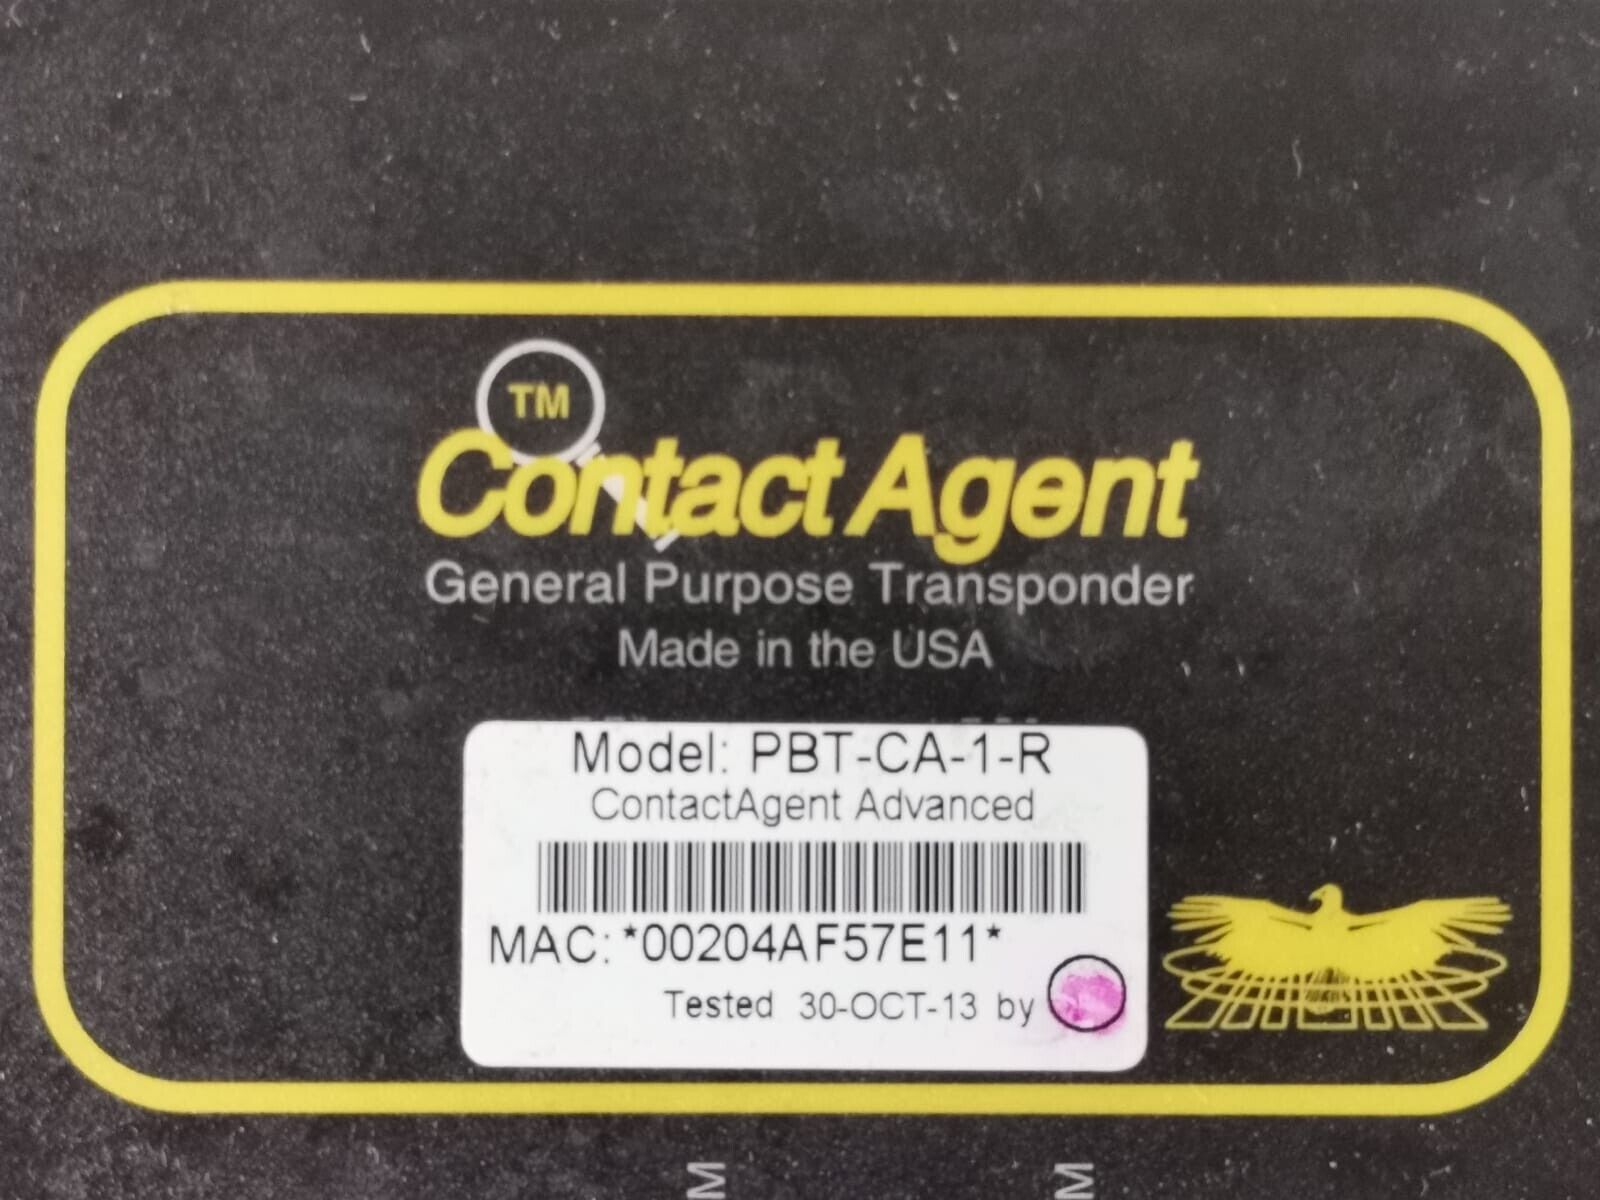 TM
Contact Agent
General Purpose Transponder
Made in the USA
Model: PBT-CA-1-R
ContactAgent Advanced
MAC: *00204AF57E11*
Tested 30-OCT-13 by
M
M